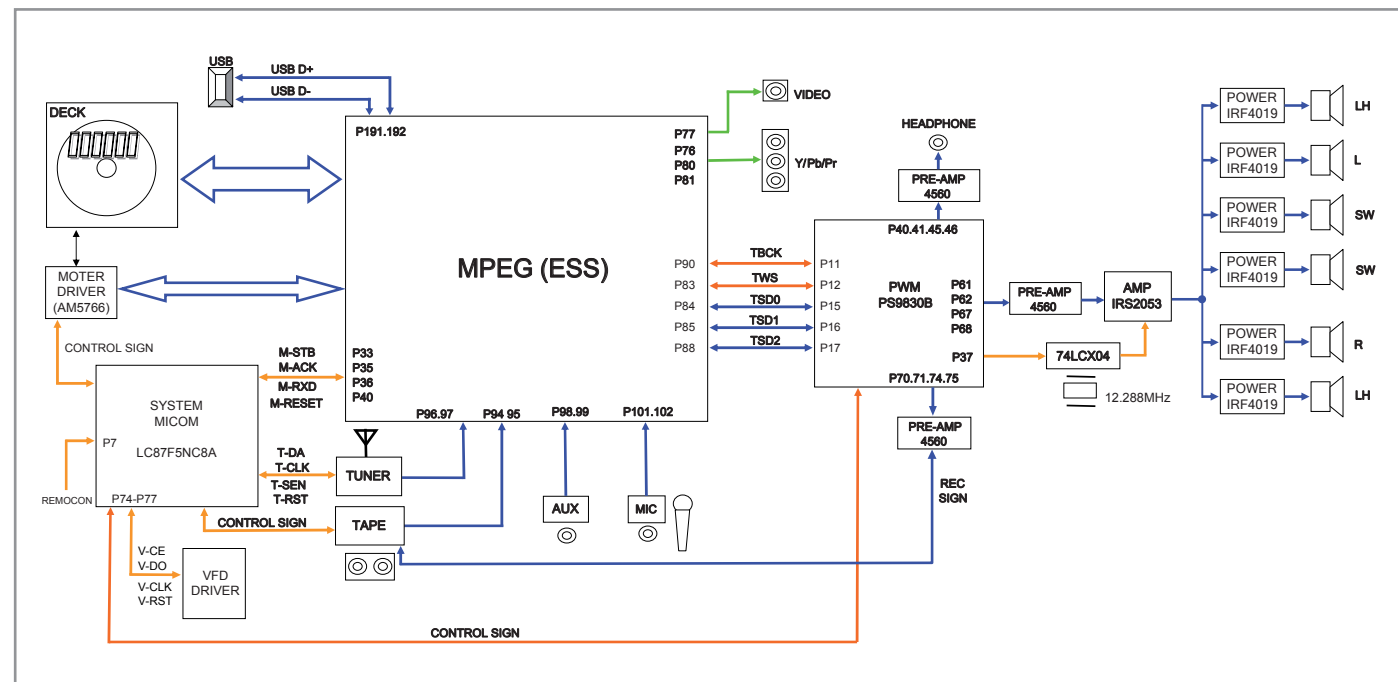 USB
USB D+
USB D-
DECK
MOTER
DRIVER
(AM5766)
CONTROL SIGN
SYSTEM
MICOM
LC87F5NC8A
P7
P74-P77
REMOCON
V-CE
V-DO
V-CLK
V-RST
VFD
DRIVER
M-STB
M-ACK
M-RXD
M-RESET
T-DA
T-CLK
T-SEN
T-RST
CONTROL SIGN
TUNER
TAPE
P191.192
MPEG (ESS)
P33
P35
P36
P40
P96.97
P94 95
P98.99
P101.102
AUX
MIC
P77
P76
P80
P81
VIDEO
Y/Pb/Pr
P90
P83
P84
P85
P88
TBCK
TWS
TSD0
TSD1
TSD2
P11
P12
P15
P16
P17
HEADPHONE
PRE-AMP
4560
P40.41.45.46
PWM
PS9830B
P61
P62
P67
P68
P37
P70.71.74.75
PRE-AMP
4560
REC
SIGN
CONTROL SIGN
PRE-AMP
4560
AMP
IRS2053
74LCX04
12.288MHz
POWER
IRF4019
LH
POWER
IRF4019
L
POWER
IRF4019
SW
POWER
IRF4019
SW
POWER
IRF4019
R
POWER
IRF4019
LH